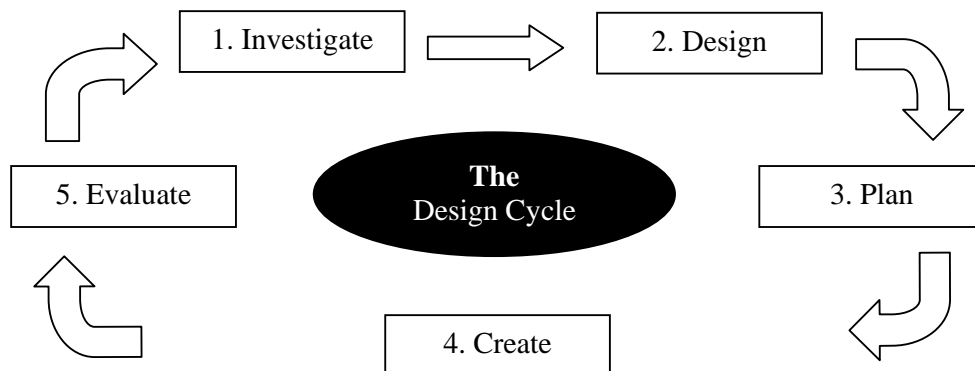 1. Investigate
2. Design
The
Design Cycle
5. Evaluate
3. Plan
4. Create